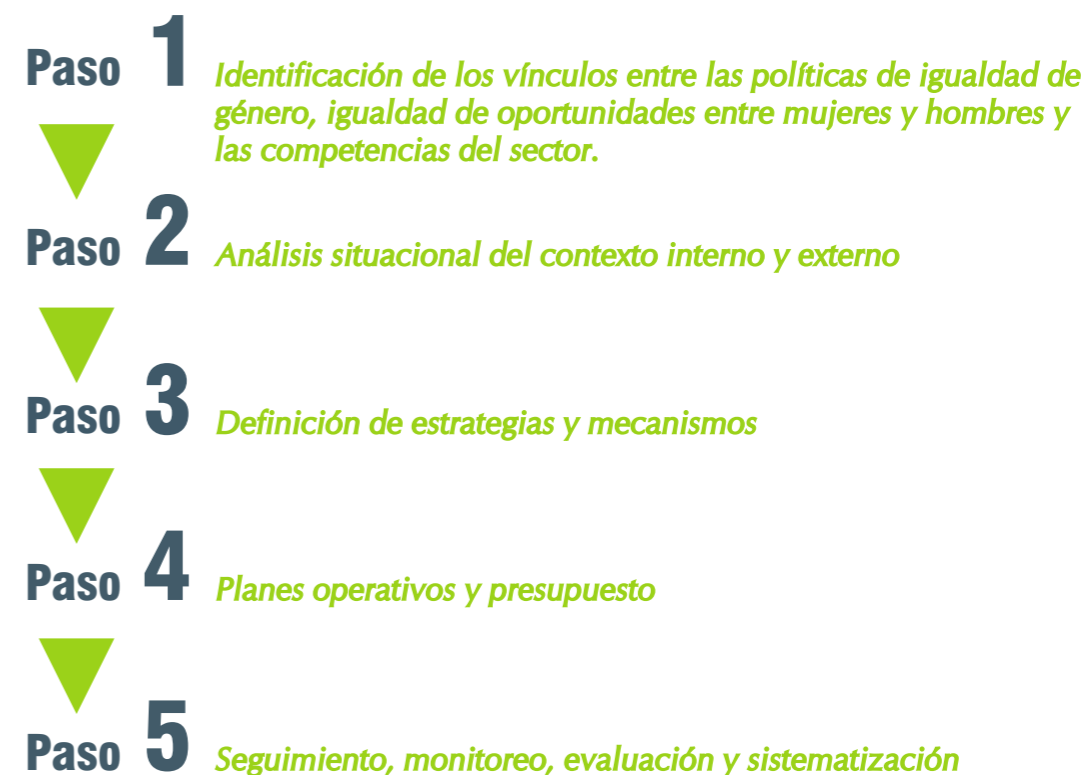 Paso 1 Identificación de los vínculos entre las políticas de igualdad de
género, igualdad de oportunidades entre mujeres y hombres y
las competencias del sector.
Paso 2 Análisis situacional del contexto interno y externo
Paso 3 Definición de estrategias y mecanismos
Paso 4 Planes operativos y presupuesto
Paso 5 Seguimiento, monitoreo, evaluación y sistematización